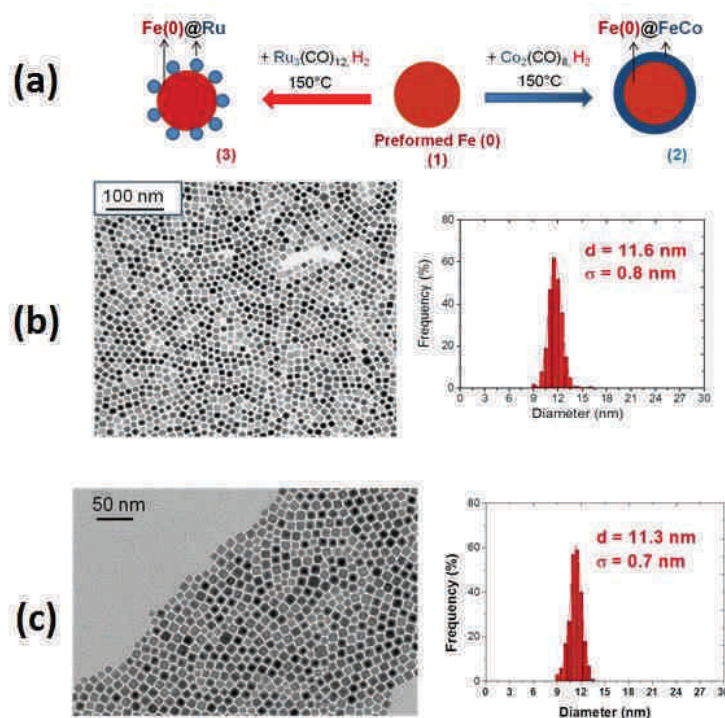 (a)
Fe(0)@Ru
Fe(0)@FeCo
+ Ru3(CO)12, H2
150°C
+ Co2(CO)8, H2
150°C
Preformed Fe (0)
(3)
(1)
(2)
(b)
100 nm
Frequency (%)
80
60
40
20
0
d = 11.6 nm
σ = 0.8 nm
0 3 6 9 12 15 18 21 24 27 30
Diameter (nm)
(c)
50 nm
Frequency (%)
80
60
40
20
0
d = 11.3 nm
σ = 0.7 nm
0 3 6 9 12 15 18 21 24 27 30
Diameter (nm)